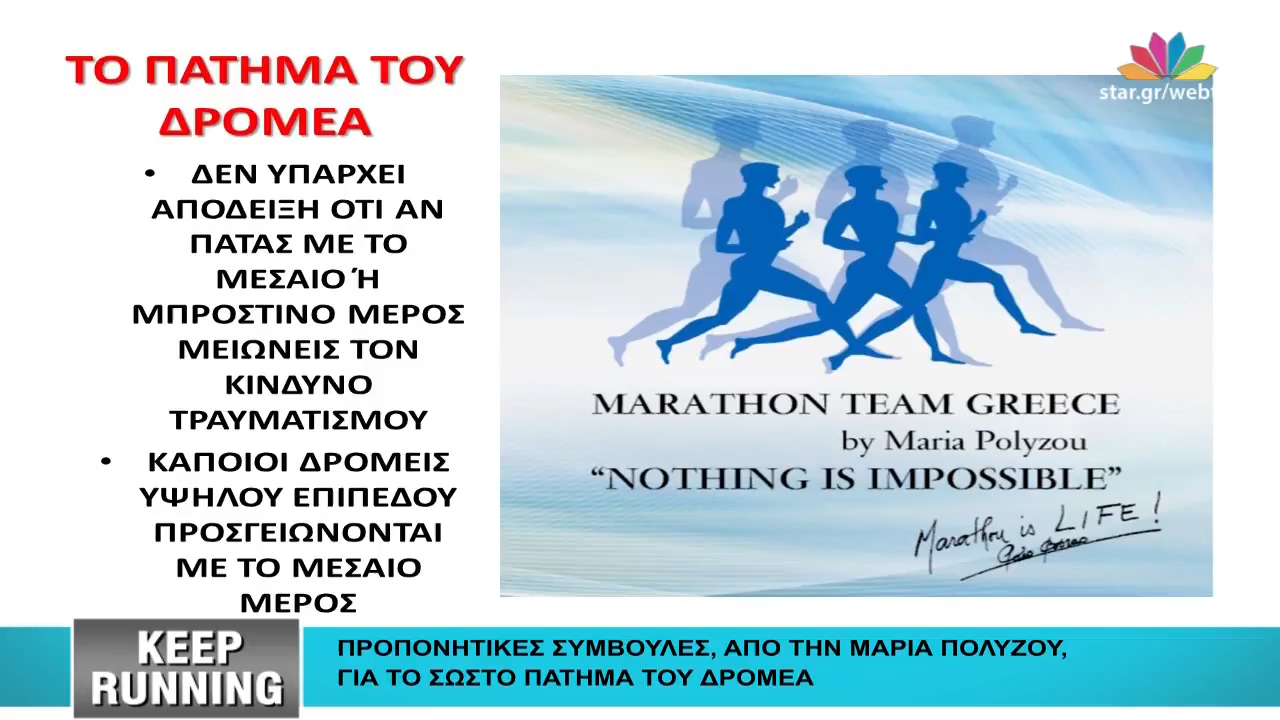 ΤΟ ΠΑΤΗΜΑ ΤΟΥ
ΔΡΟΜΕΑ
• ΔΕΝ ΥΠΑΡΧΕΙ
ΑΠΟΔΕΙΞΗ ΟΤΙ ΑΝ
ΠΑΤΑΣ ΜΕ ΤΟ
ΜΕΣΑΙΟ Ή
ΜΠΡΟΣΤΙΝΟ ΜΕΡΟΣ
ΜΕΙΩΝΕΙΣ ΤΟΝ
ΚΙΝΔΥΝΟ
ΤΡΑΥΜΑΤΙΣΜΟΥ
• ΚΑΠΟΙΟΙ ΔΡΟΜΕΙΣ
ΥΨΗΛΟΥ ΕΠΙΠΕΔΟΥ
ΠΡΟΣΓΕΙΩΝΟΝΤΑΙ
ΜΕ ΤΟ ΜΕΣΑΙΟ
ΜΕΡΟΣ
star.gr/webt
MARATHON TEAM GREECE
by Maria Polyzou
“NOTHING IS IMPOSSIBLE”
Marathon is LIFE!
KEEP
RUNNING
ΠΡΟΠΟΝΗΤΙΚΕΣ ΣΥΜΒΟΥΛΕΣ, ΑΠΟ ΤΗΝ ΜΑΡΙΑ ΠΟΛΥΖΟΥ,
ΓΙΑ ΤΟ ΣΩΣΤΟ ΠΑΤΗΜΑ ΤΟΥ ΔΡΟΜΕΑ